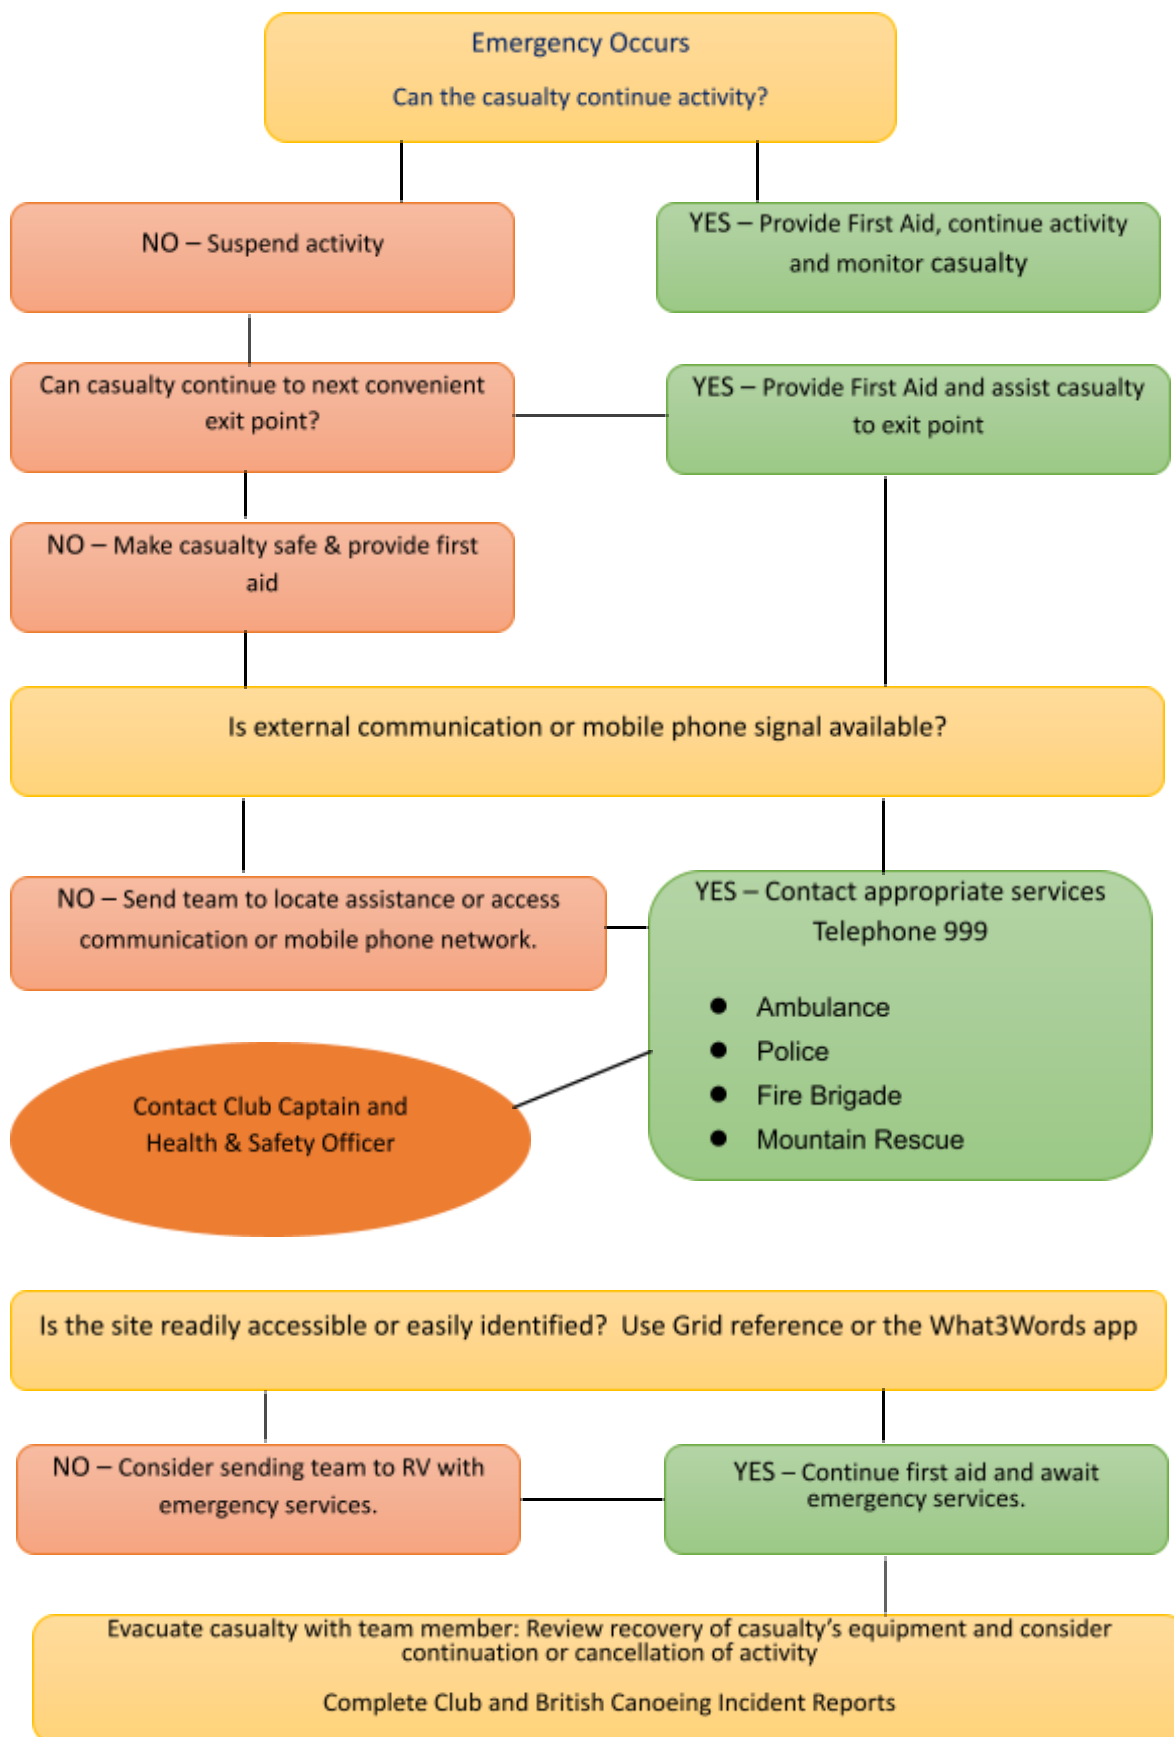 Emergency Occurs
Can the casualty continue activity?
NO – Suspend activity
YES – Provide First Aid, continue activity
and monitor casualty
Can casualty continue to next convenient
exit point?
YES – Provide First Aid and assist casualty
to exit point
NO – Make casualty safe & provide first
aid
Is external communication or mobile phone signal available?
NO – Send team to locate assistance or access
communication or mobile phone network.
YES – Contact appropriate services
Telephone 999
● Ambulance
● Police
● Fire Brigade
● Mountain Rescue
Contact Club Captain and
Health & Safety Officer
Is the site readily accessible or easily identified?  Use Grid reference or the What3Words app
NO – Consider sending team to RV with
emergency services.
YES – Continue first aid and await
emergency services.
Evacuate casualty with team member: Review recovery of casualty's equipment and consider
continuation or cancellation of activity
Complete Club and British Canoeing Incident Reports